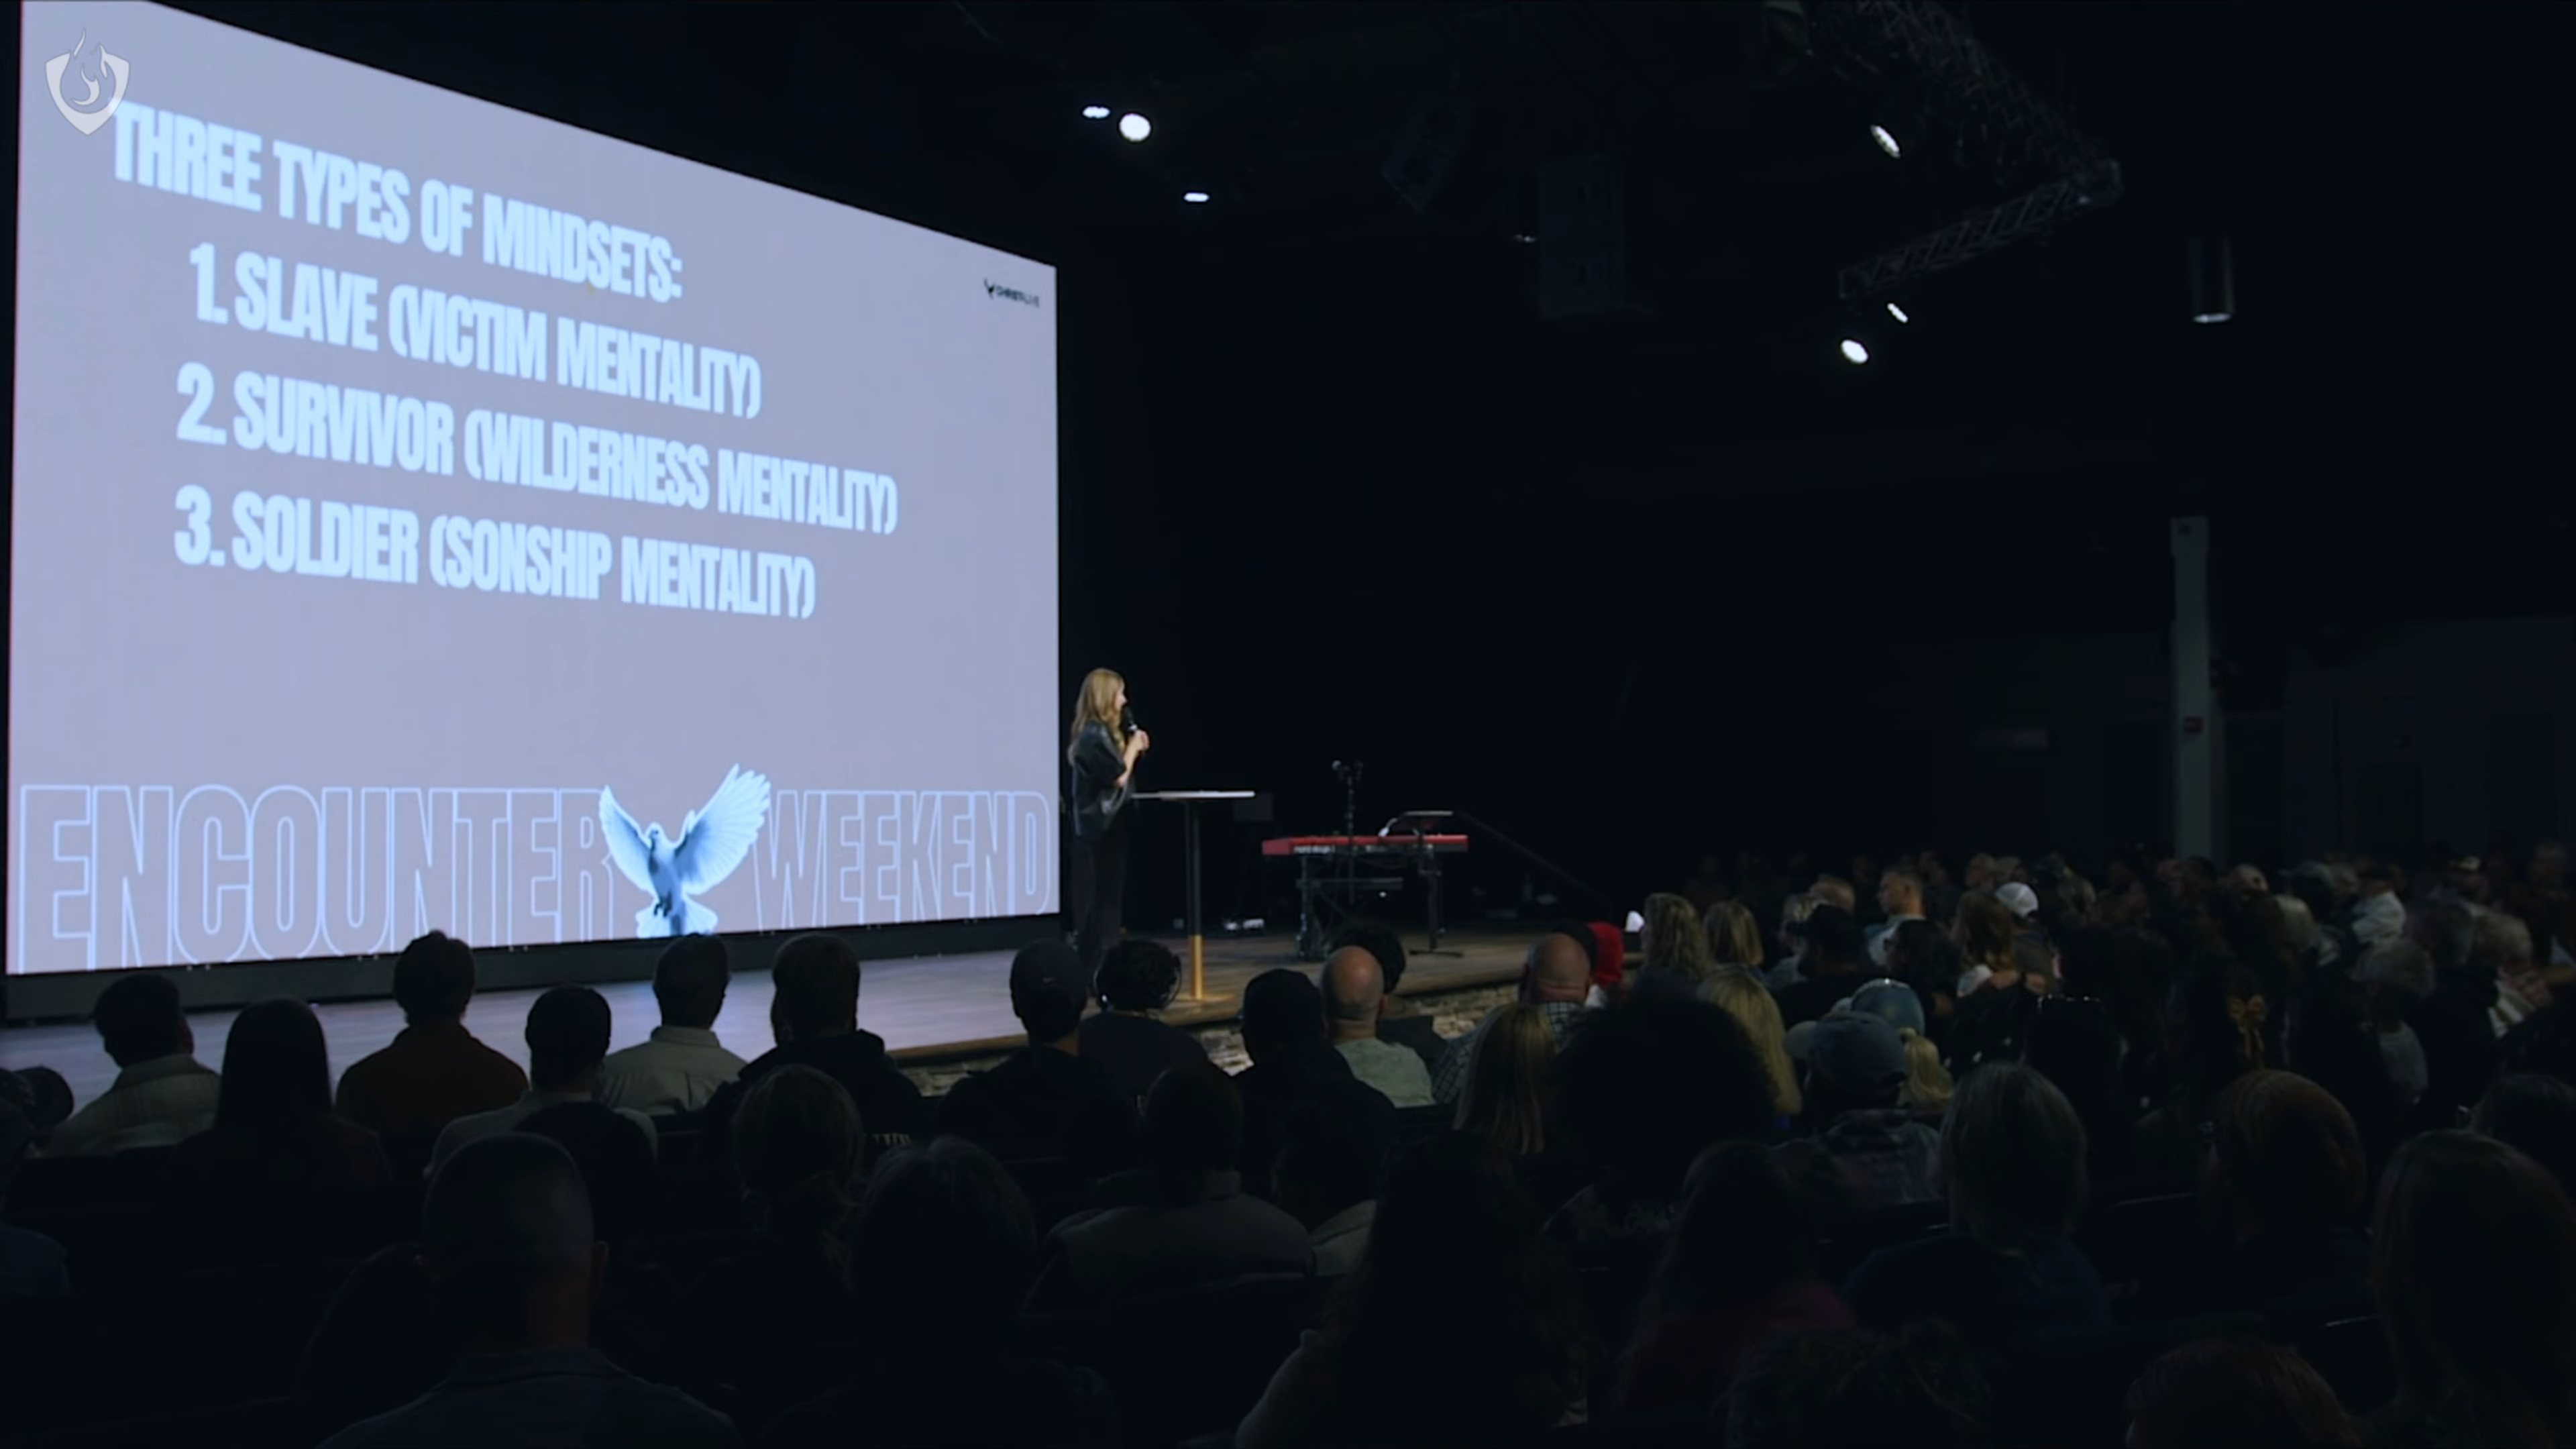 THREE TYPES OF MINDSETS:
1. SLAVE (VICTIM MENTALITY)
2. SURVIVOR (WILDERNESS MENTALITY)
3. SOLDIER (SONSHIP MENTALITY)
ENCOUNTER WEEKEND